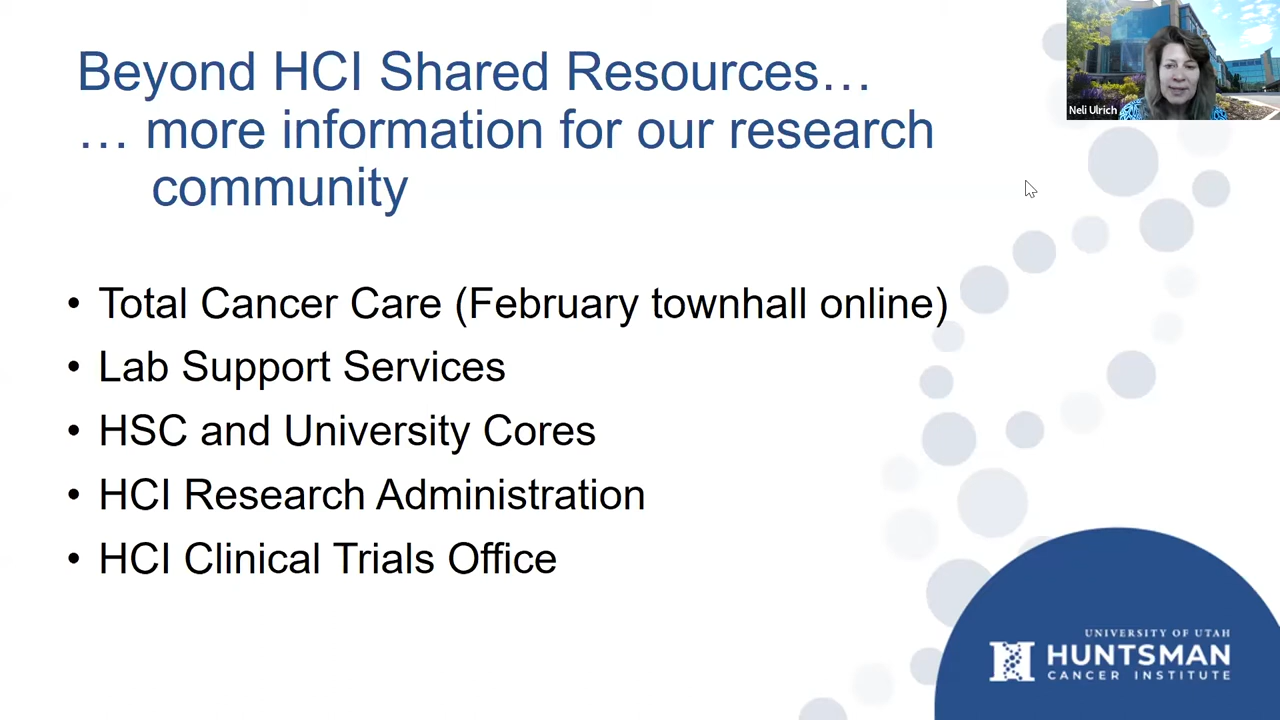 Beyond HCI Shared Resources…
… more information for our research
community
Neli Ulrich
• Total Cancer Care (February townhall online)
• Lab Support Services
• HSC and University Cores
• HCI Research Administration
• HCI Clinical Trials Office
UNIVERSITY OF UTAH
HUNTSMAN
CANCER INSTITUTE